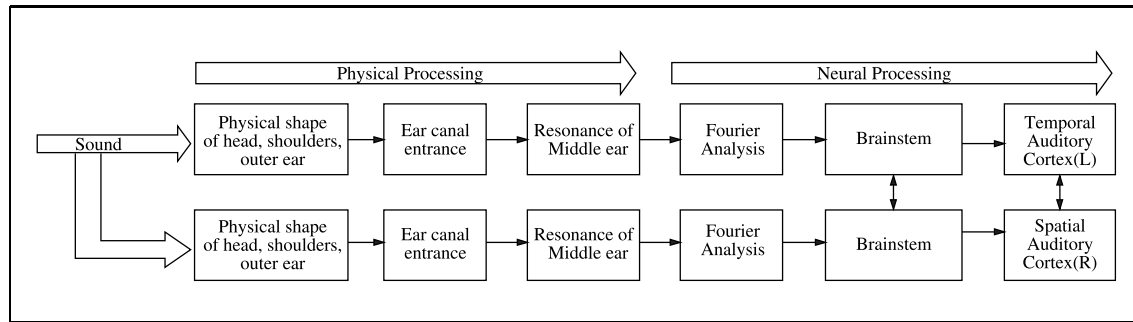 Physical Processing
Neural Processing
Sound
Physical shape
of head, shoulders,
outer ear
Ear canal
entrance
Resonance of
Middle ear
Fourier
Analysis
Brainstem
Temporal
Auditory
Cortex(L)
Physical shape
of head, shoulders,
outer ear
Ear canal
entrance
Resonance of
Middle ear
Fourier
Analysis
Brainstem
Spatial
Auditory
Cortex(R)